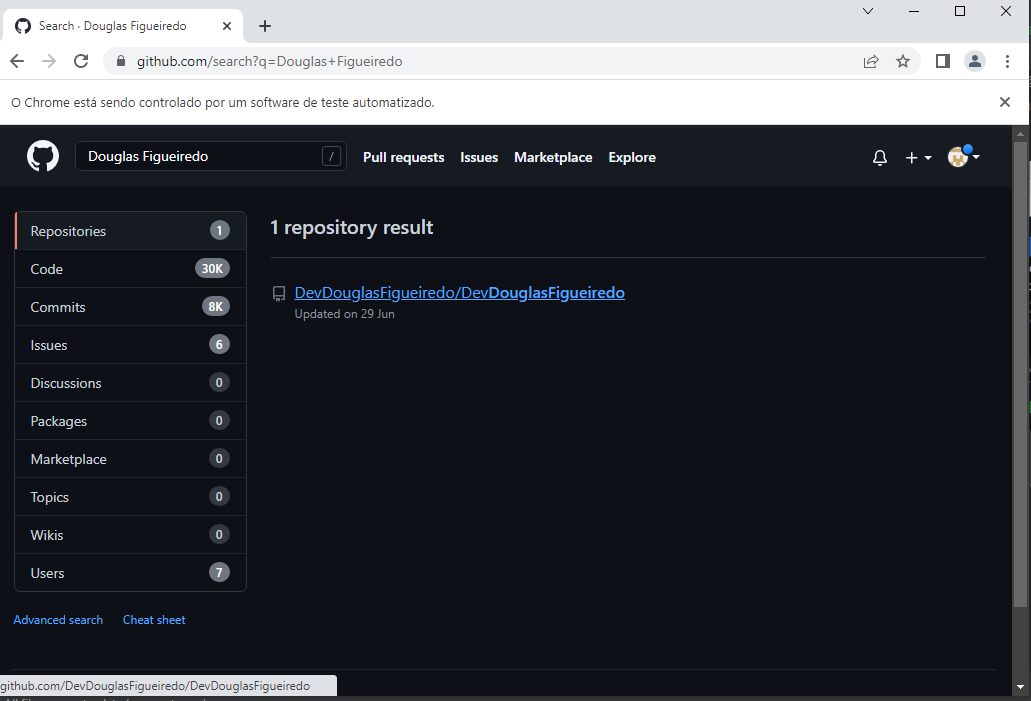 Search · Douglas Figueiredo
github.com/search?q=Douglas+Figueiredo
O Chrome está sendo controlado por um software de teste automatizado.
Douglas Figueiredo /
Pull requests Issues Marketplace Explore
Repositories 1
Code 30K
Commits 8K
Issues 6
Discussions 0
Packages 0
Marketplace 0
Topics 0
Wikis 0
Users 7
Advanced search Cheat sheet
1 repository result
DevDouglasFigueiredo/DevDouglasFigueiredo
Updated on 29 Jun
github.com/DevDouglasFigueiredo/DevDouglasFigueiredo